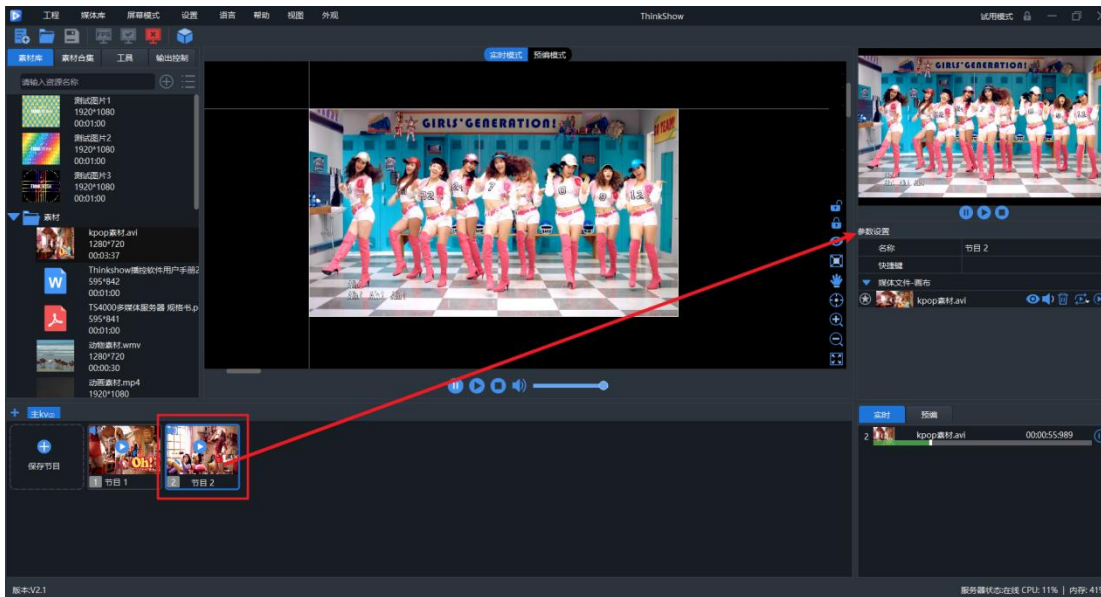 工程 媒体库 屏幕模式 设置 语言 帮助 视图 外观 ThinkShow 试用模式
素材库 素材合集 工具 输出控制
实时模式 预编模式
请输入资源名称
测试图片1
1920*1080
00:01:00
测试图片2
1920*1080
00:01:00
测试图片3
1920*1080
00:01:00
素材
kpop素材.avi
1280*720
00:03:37
Thinkshow播控软件用户手册2
595*842
00:01:00
TS4000多媒体服务器 规格书.p
595*841
00:01:00
动物素材.wmv
1280*720
00:00:30
动画素材.mp4
1920*1080
GIRLS'GENERATION!
GIRLS'GENERATION!
参数设置
名称 节目 2
快捷键
媒体文件-画布
kpop素材.avi
主kv
保存节目
Oh!
1 节目 1
2 节目 2
实时 预编
2 kpop素材.avi 00:00:55:989
版本:V2.1
服务器状态:在线 CPU: 11% | 内存: 41